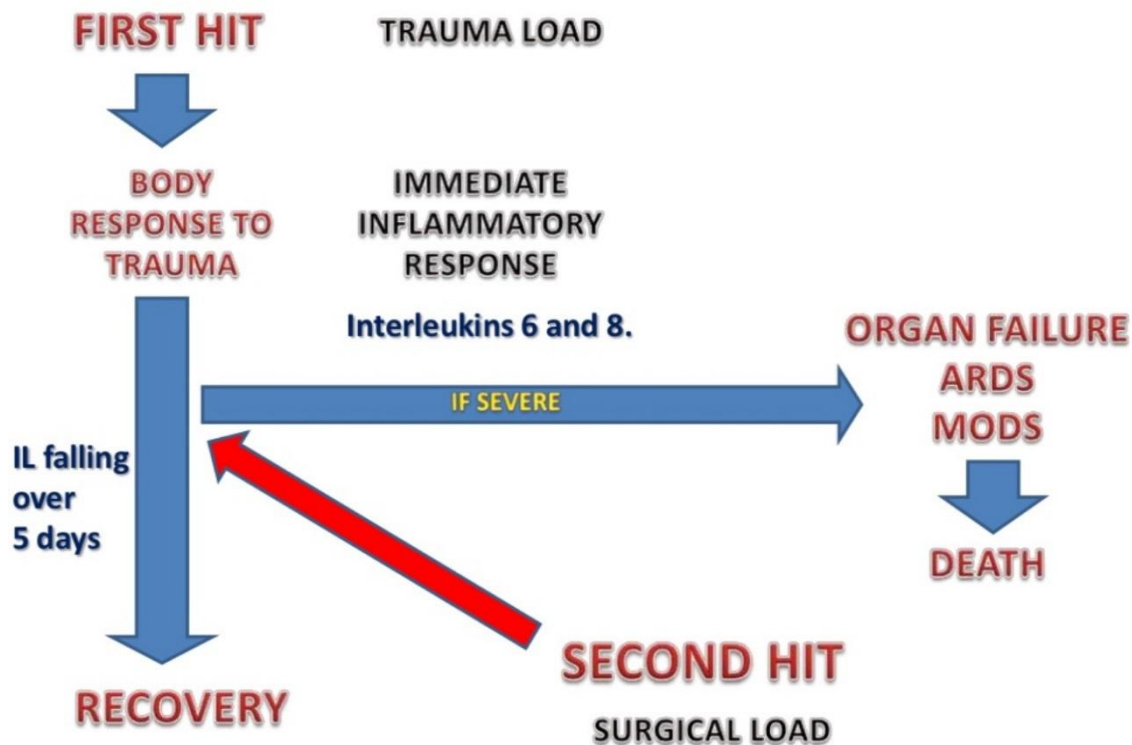 FIRST HIT
TRAUMA LOAD
BODY
RESPONSE TO
TRAUMA
IMMEDIATE
INFLAMMATORY
RESPONSE
Interleukins 6 and 8.
IF SEVERE
ORGAN FAILURE
ARDS
MODS
IL falling
over
5 days
DEATH
SECOND HIT
SURGICAL LOAD
RECOVERY